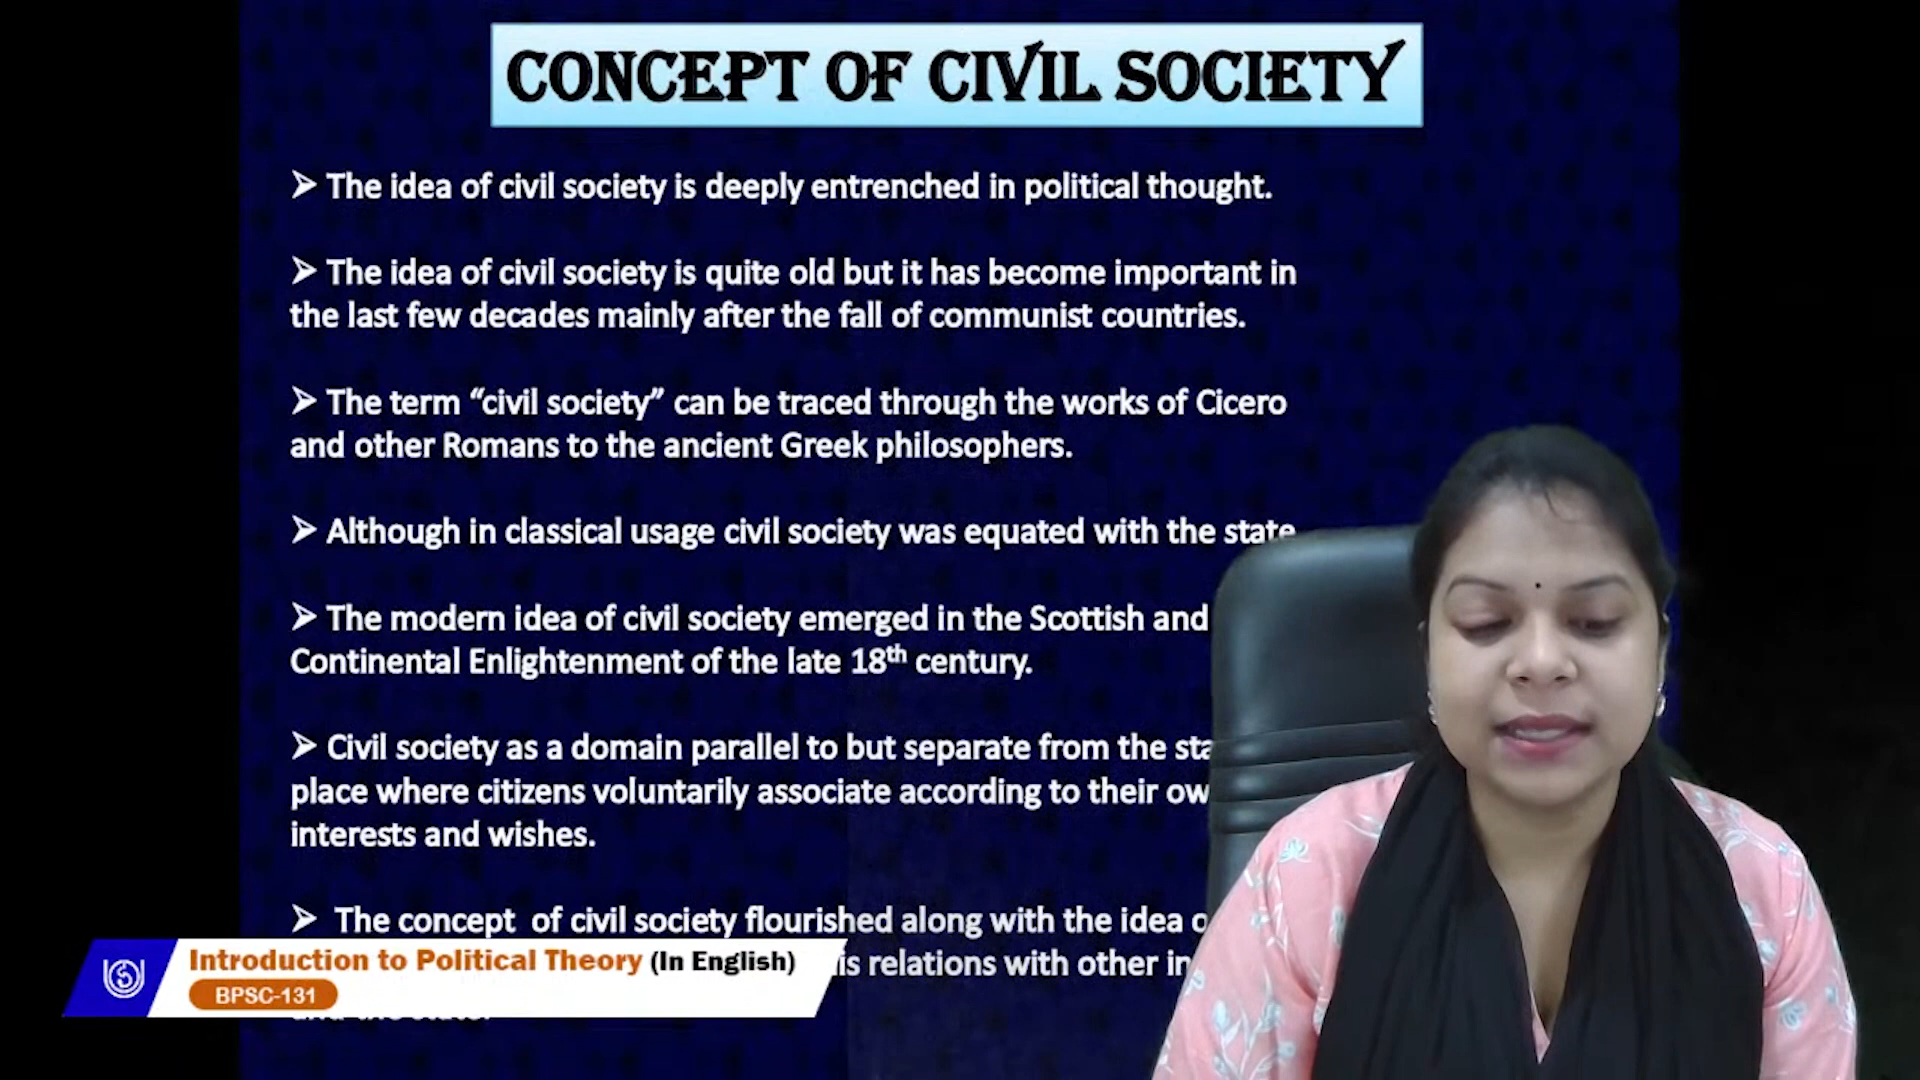 CONCEPT OF CIVIL SOCIETY
➢ The idea of civil society is deeply entrenched in political thought.
➢ The idea of civil society is quite old but it has become important in
the last few decades mainly after the fall of communist countries.
➢ The term “civil society” can be traced through the works of Cicero
and other Romans to the ancient Greek philosophers.
➢ Although in classical usage civil society was equated with the state
➢ The modern idea of civil society emerged in the Scottish and
Continental Enlightenment of the late 18th century.
➢ Civil society as a domain parallel to but separate from the
place where citizens voluntarily associate according to their
interests and wishes.
➢ The concept of civil society flourished along with the idea
relations with other
Introduction to Political Theory (In English)
BPSC-131